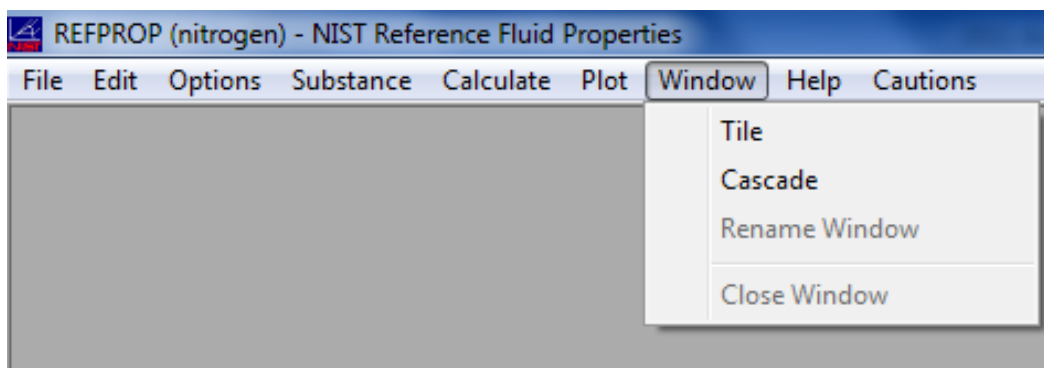 NIST REFPROP (nitrogen) - NIST Reference Fluid Properties
File Edit Options Substance Calculate Plot Window Help Cautions
Tile
Cascade
Rename Window
Close Window